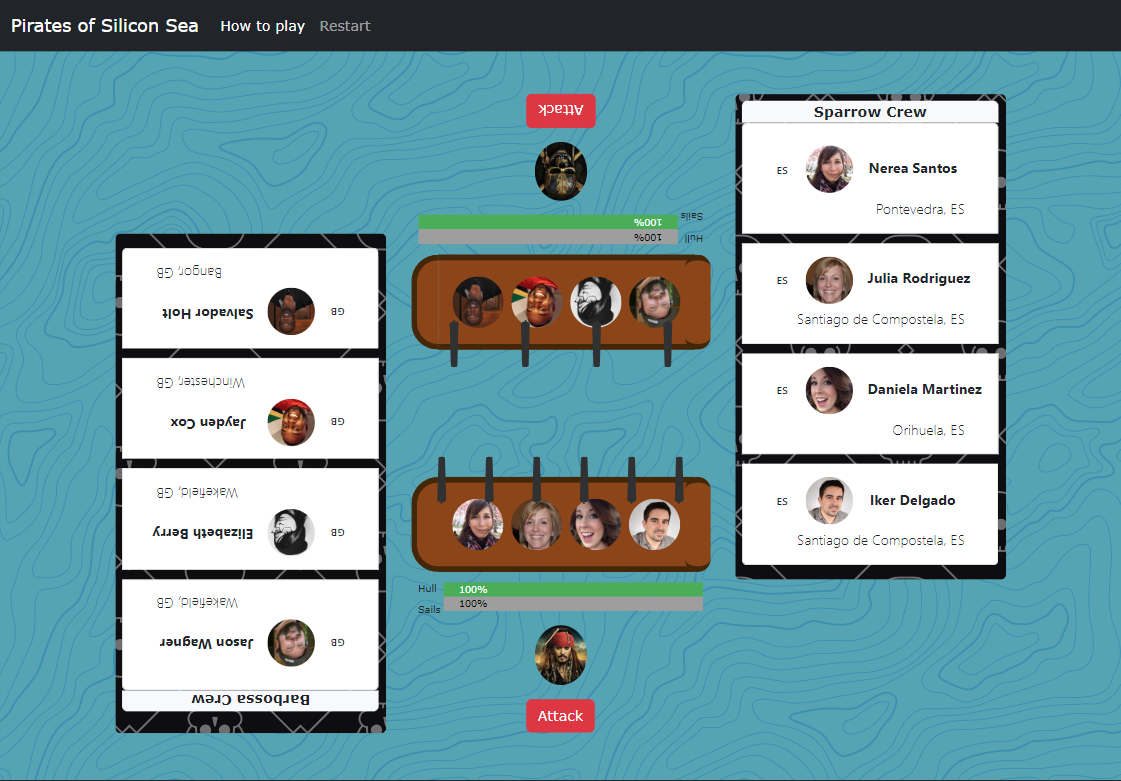 Pirates of Silicon Sea How to play Restart
Attack
Sails 100%
Hull 100%
Sparrow Crew
ES Nerea Santos
Pontevedra, ES
ES Julia Rodriguez
Santiago de Compostela, ES
ES Daniela Martinez
Orihuela, ES
ES Iker Delgado
Santiago de Compostela, ES
Barbossa Crew
GB Jason Wagner
Wakefield, GB
GB Elizabeth Berry
Wakefield, GB
GB Jayden Cox
Winchester, GB
GB Salvador Holt
Bangor, GB
Hull 100%
Sails 100%
Attack